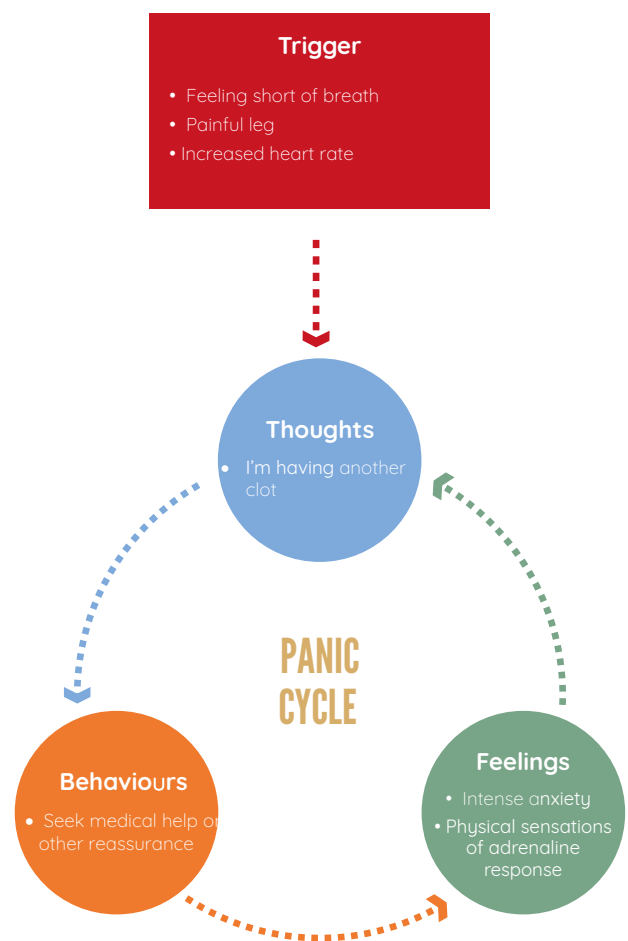 Trigger
• Feeling short of breath
• Painful leg
• Increased heart rate
Thoughts
• I'm having another
clot
PANIC
CYCLE
Behaviours
• Seek medical help or
other reassurance
Feelings
• Intense anxiety
• Physical sensations
of adrenaline
response